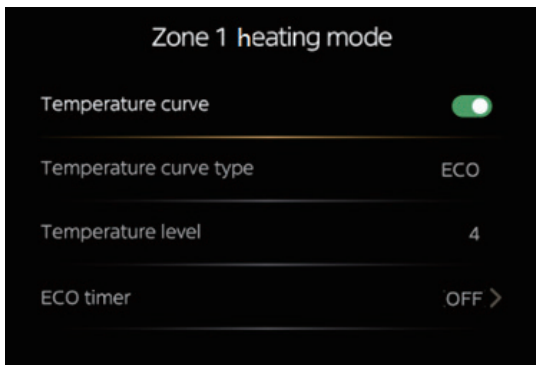 Zone 1 heating mode
Temperature curve
Temperature curve type ECO
Temperature level 4
ECO timer OFF >